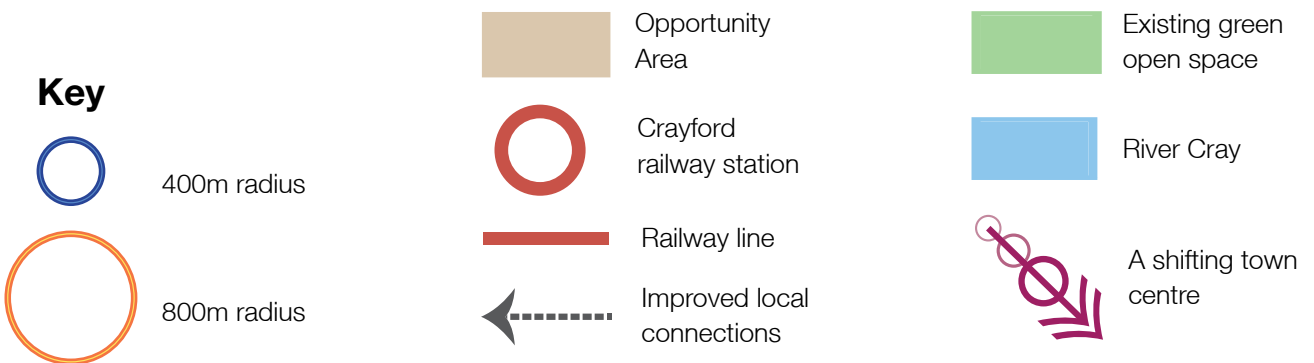 Key
400m radius
800m radius
Opportunity
Area
Crayford
railway station
Railway line
Improved local
connections
Existing green
open space
River Cray
A shifting town
centre